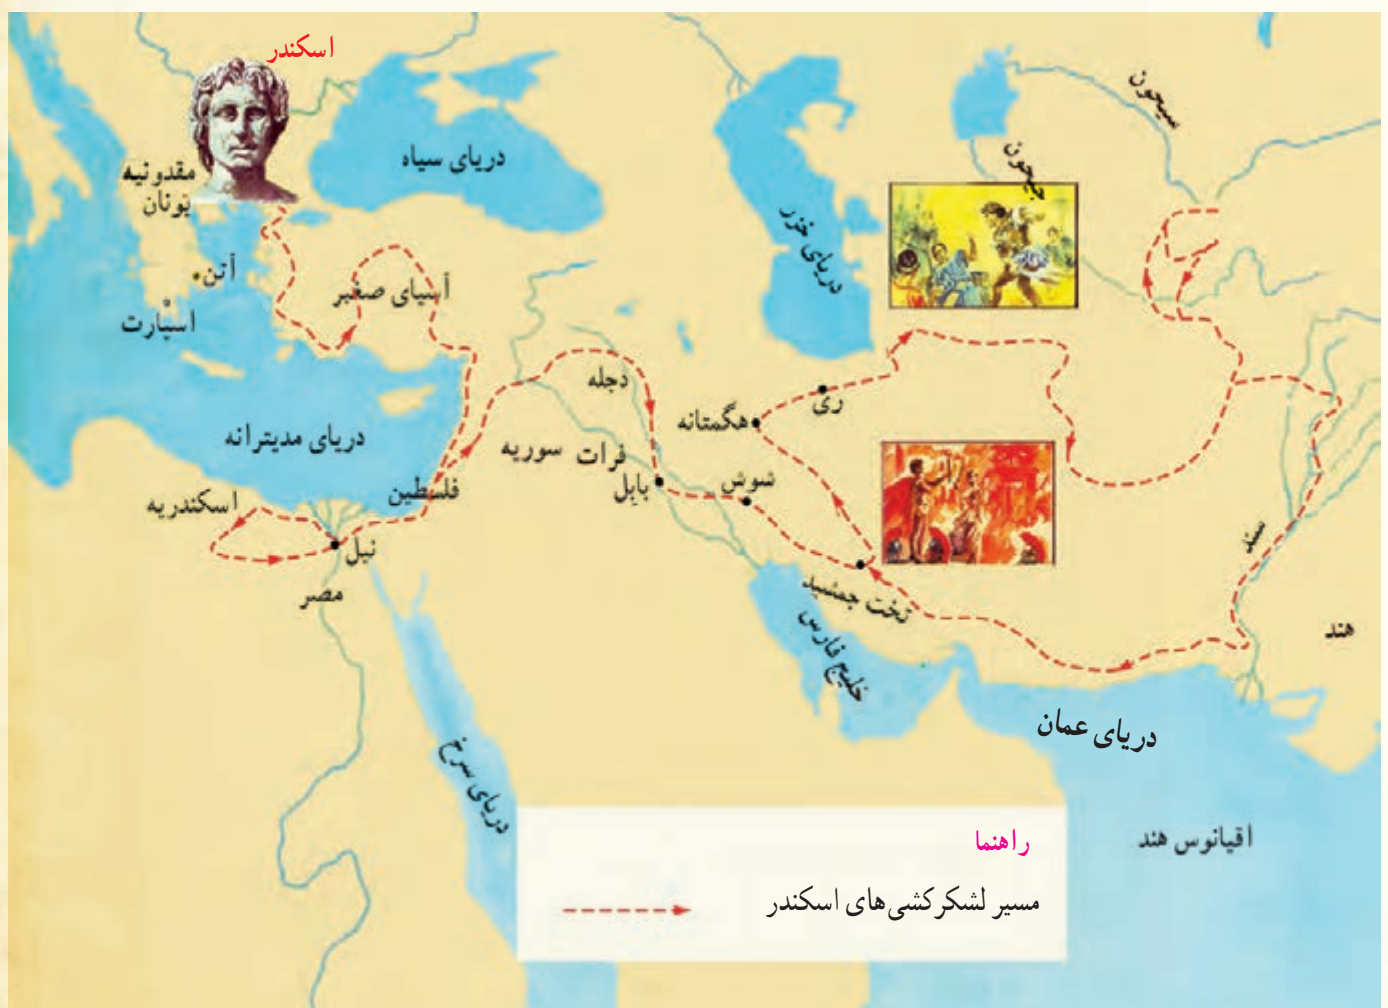 اسکندر
مقدونیه
یونان
آتن
اسپارت
دریای سیاه
آسیای صغیر
دریای مدیترانه
اسکندریه
نیل
مصر
فلسطین
دریای سرخ
سوریه
فرات
دجله
بابل
شوش
هگمتانه
ری
تخت جمشید
خلیج فارس
دریای خزر
جیحون
سیحون
سند
هند
دریای عمان
اقیانوس هند
راهنما
مسیر لشکرکشی‌های اسکندر